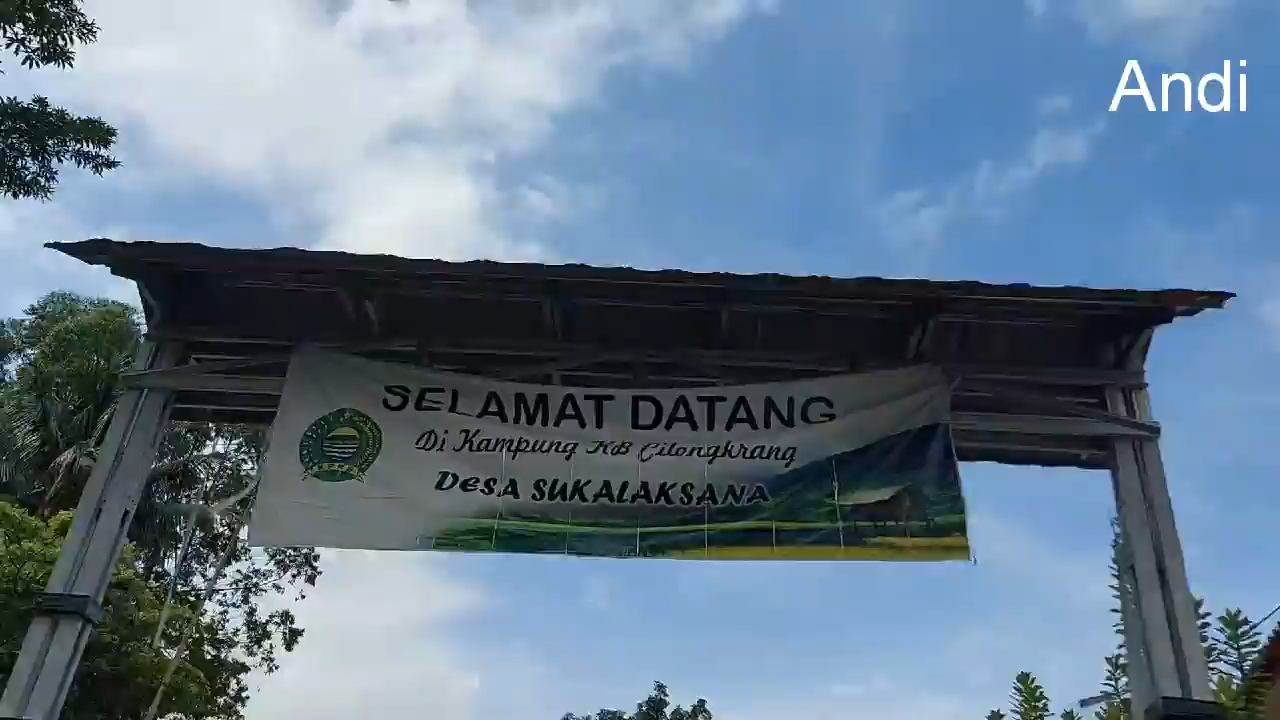 Andi
SELAMAT DATANG
Di Kampung KB Cilongkrang
DESA SUKALAKSANA